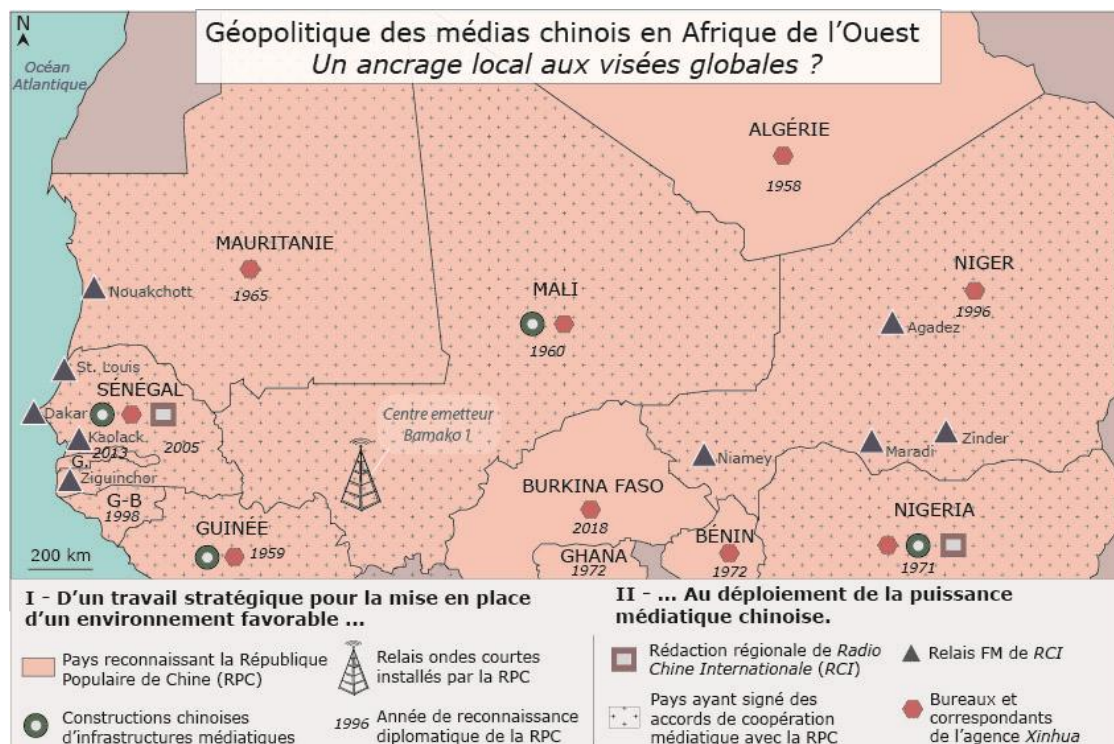 Géopolitique des médias chinois en Afrique de l'Ouest
Un ancrage local aux visées globales ?
N
Océan
Atlantique
ALGÉRIE
1958
MAURITANIE
1965
MALI
1960
NIGER
1996
Nouakchott
Agadez
St. Louis
SÉNÉGAL
Dakar
Kaolack
2013
2005
G.
Ziguinchor
G-B
1998
Centre emetteur
Bamako 1
Niamey
Maradi
Zinder
BURKINA FASO
2018
GUINÉE
1959
GHANA
1972
BÉNIN
1972
NIGERIA
1971
200 km
I - D'un travail stratégique pour la mise en place
d'un environnement favorable ...
Pays reconnaissant la République
Populaire de Chine (RPC)
Constructions chinoises
d'infrastructures médiatiques
Relais ondes courtes
installés par la RPC
1996
Année de reconnaissance
diplomatique de la RPC
II - ... Au déploiement de la puissance
médiatique chinoise.
Rédaction régionale de Radio
Chine Internationale (RCI)
Pays ayant signé des
accords de coopération
médiatique avec la RPC
Relais FM de RCI
Bureaux et
correspondants
de l'agence Xinhua